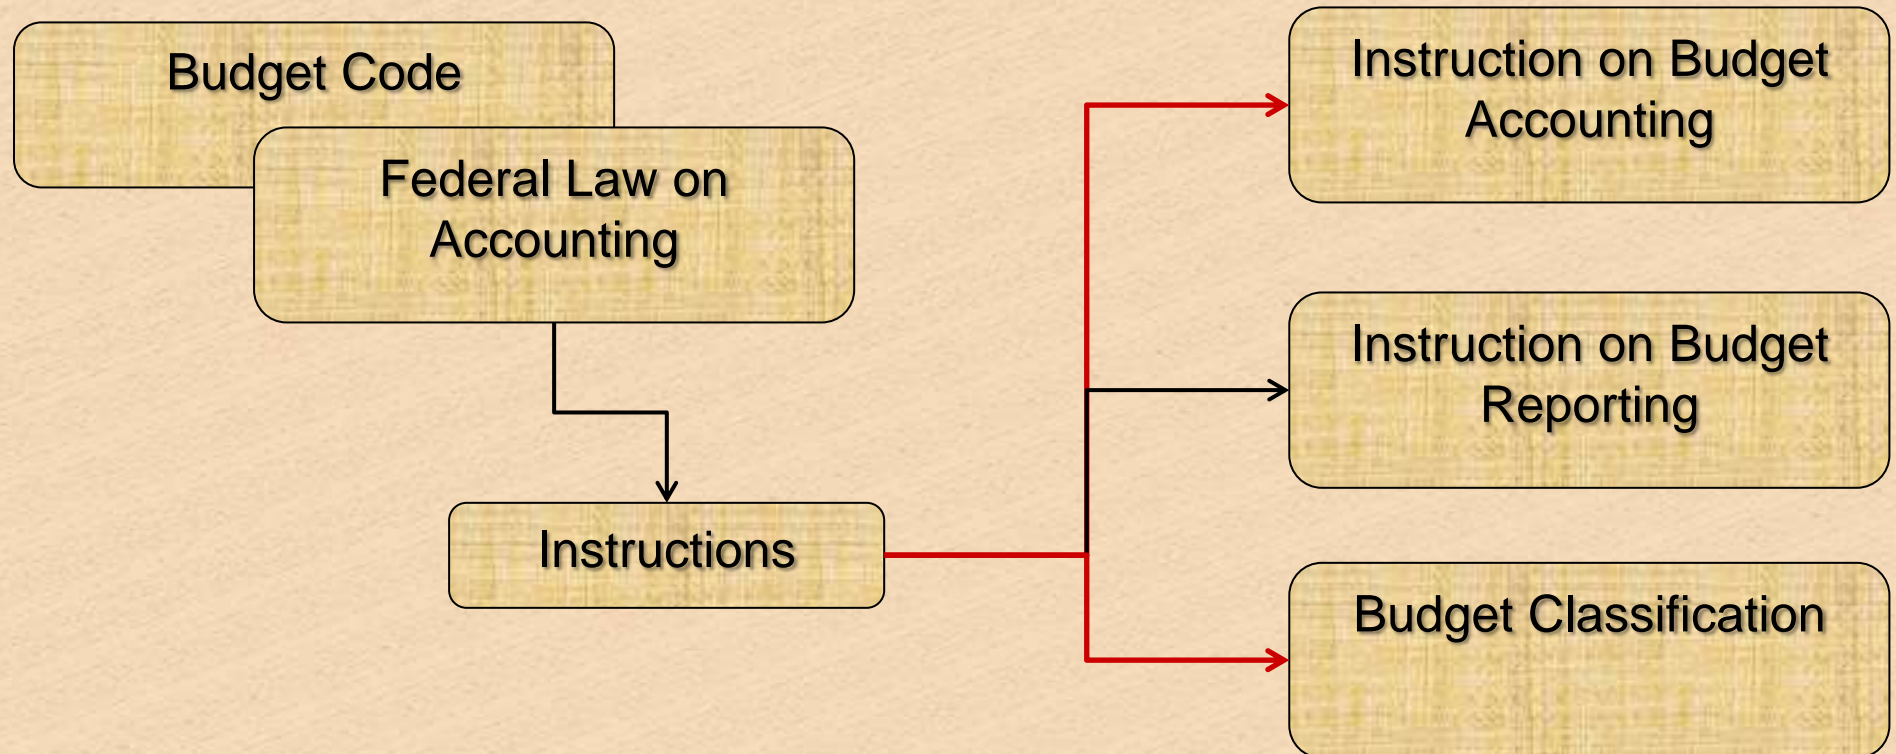 Budget Code
Federal Law on
Accounting
Instructions
Instruction on Budget
Accounting
Instruction on Budget
Reporting
Budget Classification